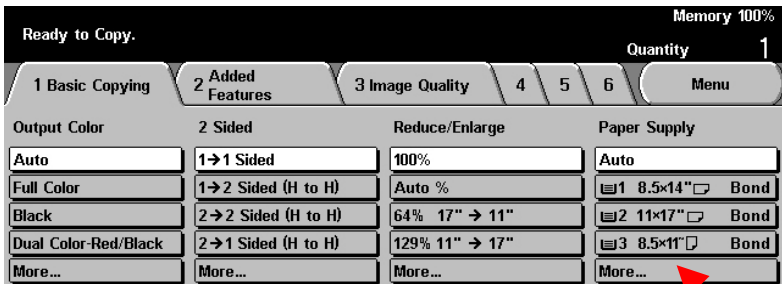 Memory 100%
Ready to Copy.
Quantity 1
1 Basic Copying 2 Added Features 3 Image Quality 4 5 6 Menu
Output Color 2 Sided Reduce/Enlarge Paper Supply
Auto 1→1 Sided 100% Auto
Full Color 1→2 Sided (H to H) Auto % 1 8.5×14" Bond
Black 2→2 Sided (H to H) 64% 17" → 11" 2 11×17" Bond
Dual Color-Red/Black 2→1 Sided (H to H) 129% 11" → 17" 3 8.5×11" Bond
More... More... More... More...